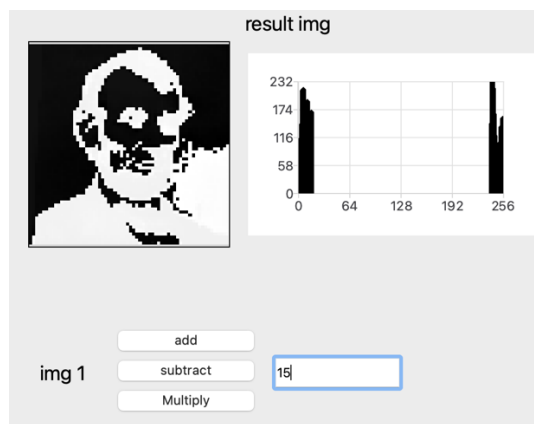 result img
232
174
116
58
0
0 64 128 192 256
add
img 1 subtract 15
Multiply